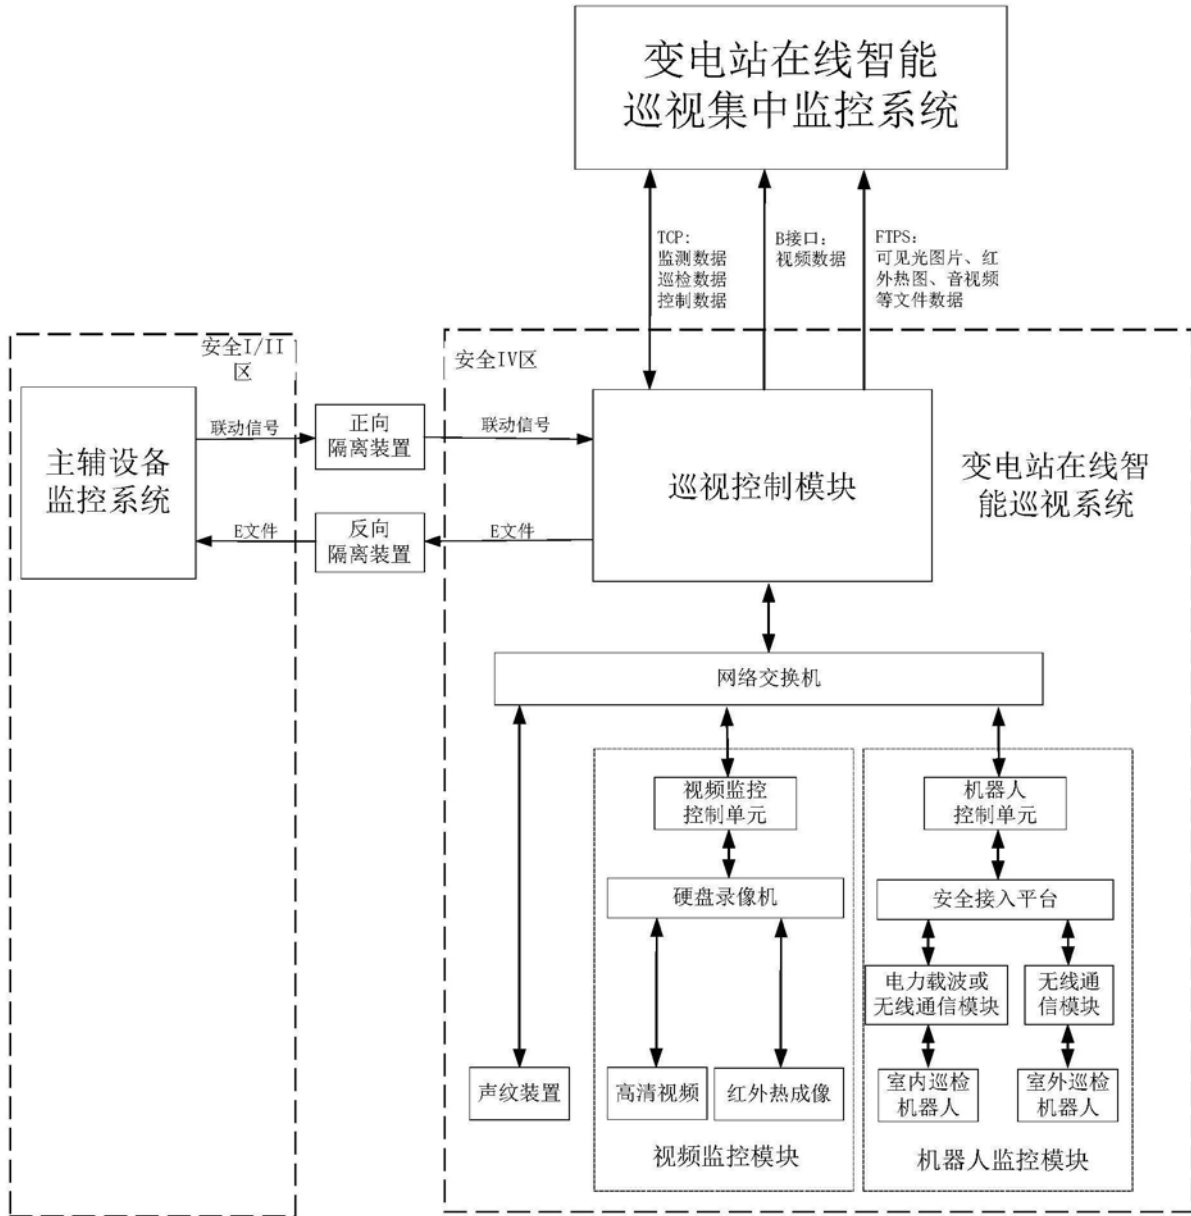 变电站在线智能
巡视集中监控系统
TCP:
监测数据
巡检数据
控制数据
B接口:
视频数据
FTPS:
可见光图片、红
外热图、音视频
等文件数据
安全I/II
区
安全IV区
主辅设备
监控系统
联动信号
正向
隔离装置
联动信号
E文件
反向
隔离装置
E文件
巡视控制模块
变电站在线智
能巡视系统
网络交换机
视频监控
控制单元
机器人
控制单元
硬盘录像机
安全接入平台
电力载波或
无线通信模块
无线通
信模块
声纹装置
高清视频
红外热成像
室内巡检
机器人
室外巡检
机器人
视频监控模块
机器人监控模块